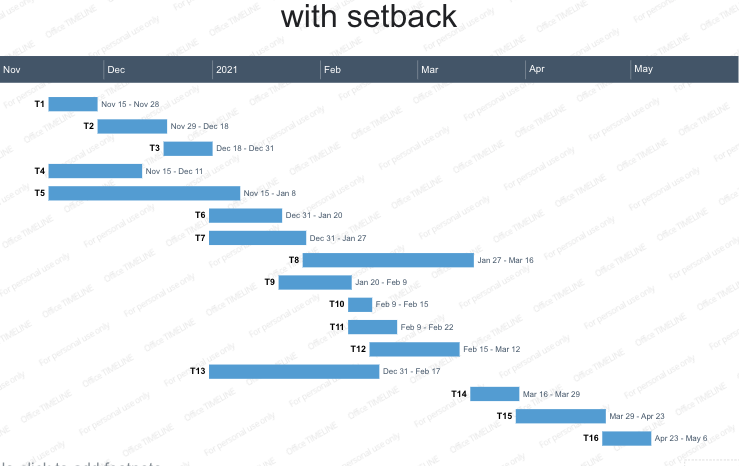 with setback
Nov Dec 2021 Feb Mar Apr May
T1 Nov 15 - Nov 28
T2 Nov 29 - Dec 18
T3 Dec 18 - Dec 31
T4 Nov 15 - Dec 11
T5 Nov 15 - Jan 8
T6 Dec 31 - Jan 20
T7 Dec 31 - Jan 27
T8 Jan 27 - Mar 16
T9 Jan 20 - Feb 9
T10 Feb 9 - Feb 15
T11 Feb 9 - Feb 22
T12 Feb 15 - Mar 12
T13 Dec 31 - Feb 17
T14 Mar 16 - Mar 29
T15 Mar 29 - Apr 23
T16 Apr 23 - May 6
Office TIMELINE
For personal use only